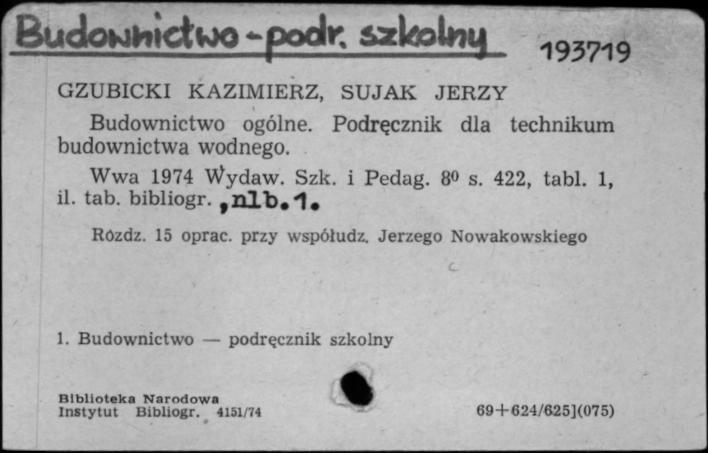 Budownictwo - podr. szkolny 193719
GZUBICKI KAZIMIERZ, SUJAK JERZY
Budownictwo ogólne. Podręcznik dla technikum
budownictwa wodnego.
Wwa 1974 Wydaw. Szk. i Pedag. 8⁰ s. 422, tabl. 1,
il. tab. bibliogr. , nlb. 1.
Rozdz. 15 oprac. przy współudz. Jerzego Nowakowskiego
1. Budownictwo — podręcznik szkolny
Biblioteka Narodowa
Instytut Bibliogr. 4151/74 69+624/625](075)